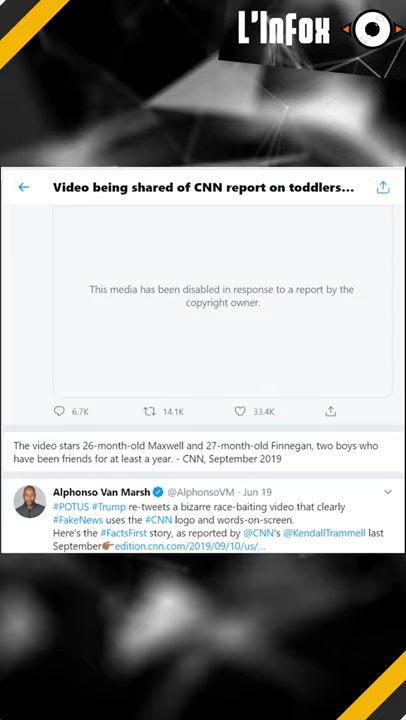 L'Infox
Video being shared of CNN report on toddlers...
This media has been disabled in response to a report by the
copyright owner.
6.7K 14.1K 33.4K
The video stars 26-month-old Maxwell and 27-month-old Finnegan, two boys who
have been friends for at least a year. - CNN, September 2019
Alphonso Van Marsh @AlphonsoVM · Jun 19
#POTUS #Trump re-tweets a bizarre race-baiting video that clearly
#FakeNews uses the #CNN logo and words-on-screen.
Here's the #FactsFirst story, as reported by @CNN's @KendallTrammell last
September👉🏾edition.cnn.com/2019/09/10/us/...